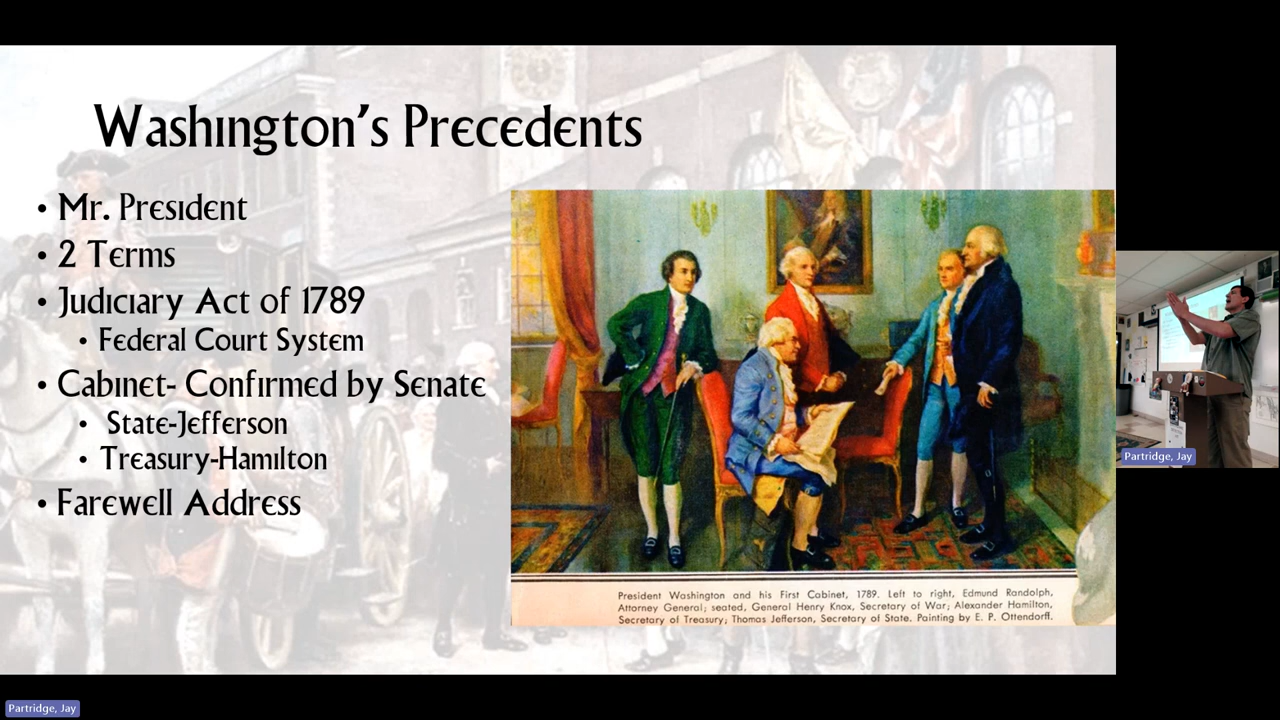 Washington's Precedents
• Mr. President
• 2 Terms
• Judiciary Act of 1789
• Federal Court System
• Cabinet- Confirmed by Senate
• State-Jefferson
• Treasury-Hamilton
• Farewell Address
President Washington and his First Cabinet, 1789. Left to right, Edmund Randolph,
Attorney General; seated, General Henry Knox, Secretary of War; Alexander Hamilton,
Secretary of Treasury; Thomas Jefferson, Secretary of State. Painting by E. P. Ottendorff.
Partridge, Jay
Partridge, Jay